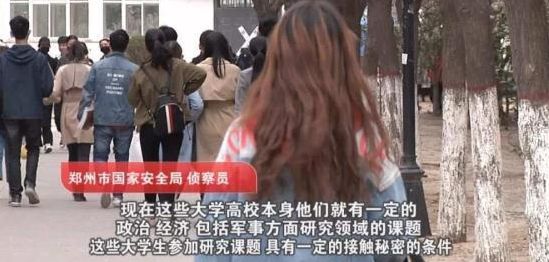 郑州市国家安全局 侦察员
现在这些大学高校本身他们就有一定的
政治 经济 包括军事方面研究领域的课题
这些大学生参加研究课题 具有一定的接触秘密的条件